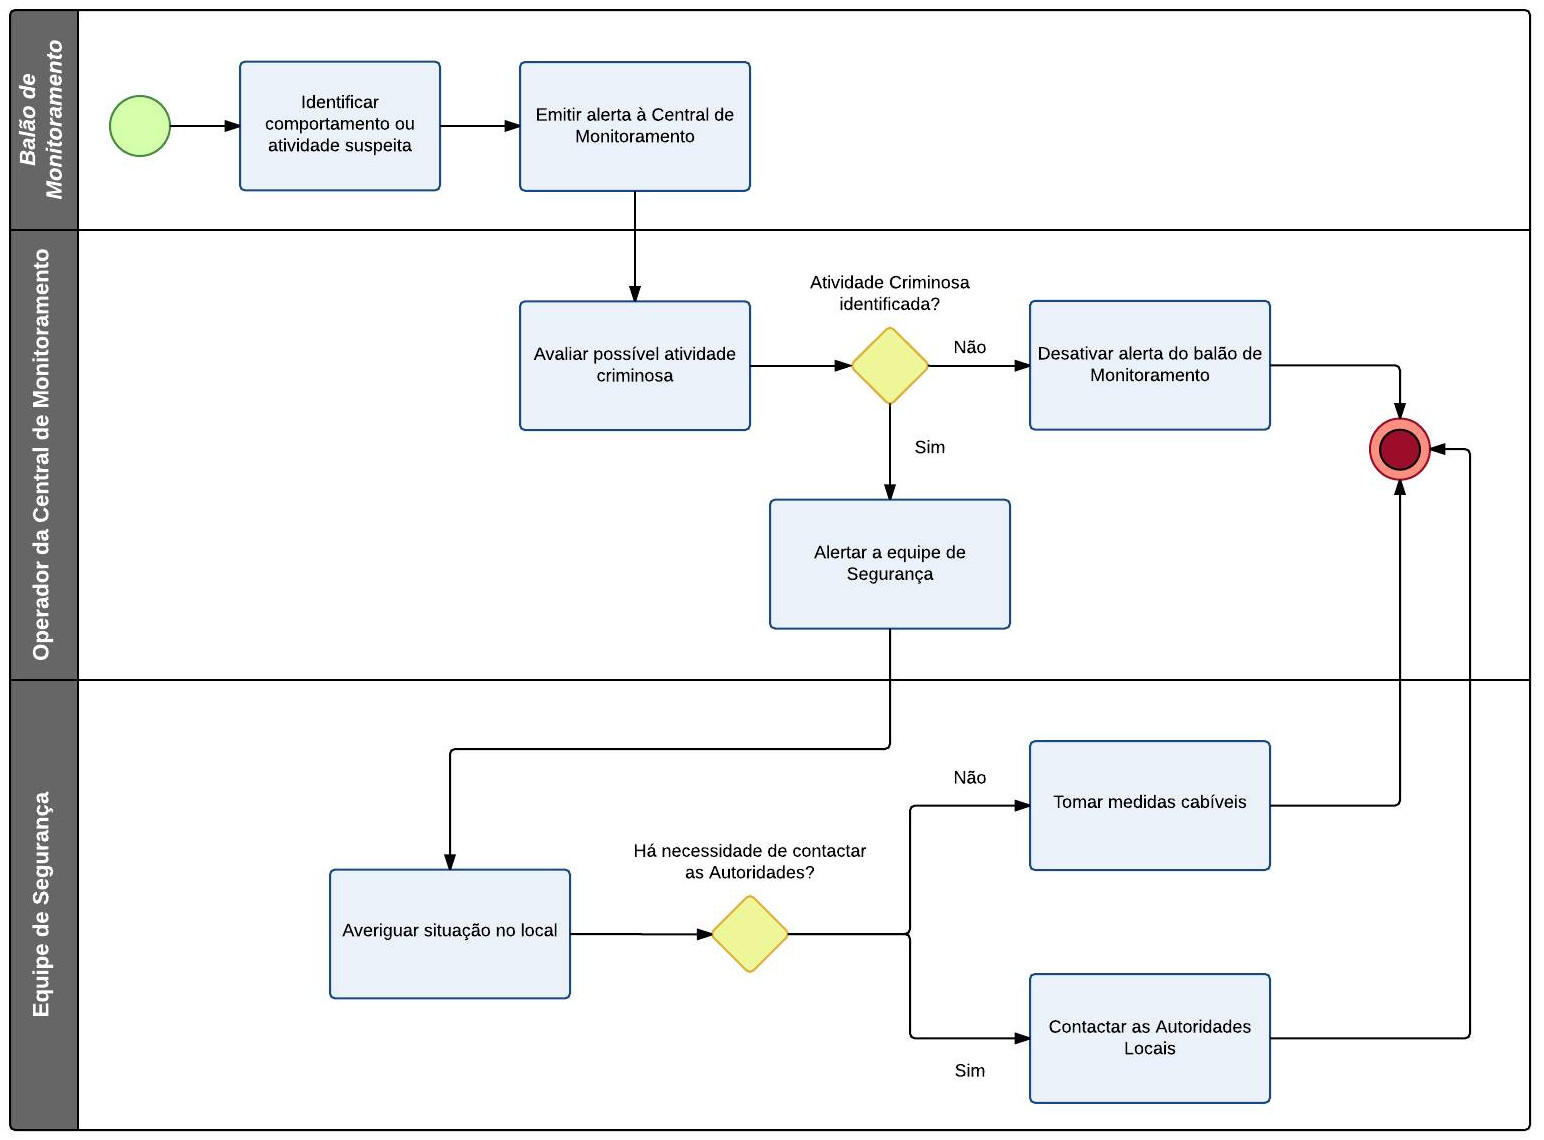 Balão de
Monitoramento
Identificar
comportamento ou
atividade suspeita
Emitir alerta à Central de
Monitoramento
Operador da Central de Monitoramento
Avaliar possível atividade
criminosa
Atividade Criminosa
identificada?
Não
Desativar alerta do balão de
Monitoramento
Sim
Alertar a equipe de
Segurança
Equipe de Segurança
Averiguar situação no local
Há necessidade de contactar
as Autoridades?
Não
Tomar medidas cabíveis
Sim
Contactar as Autoridades
Locais